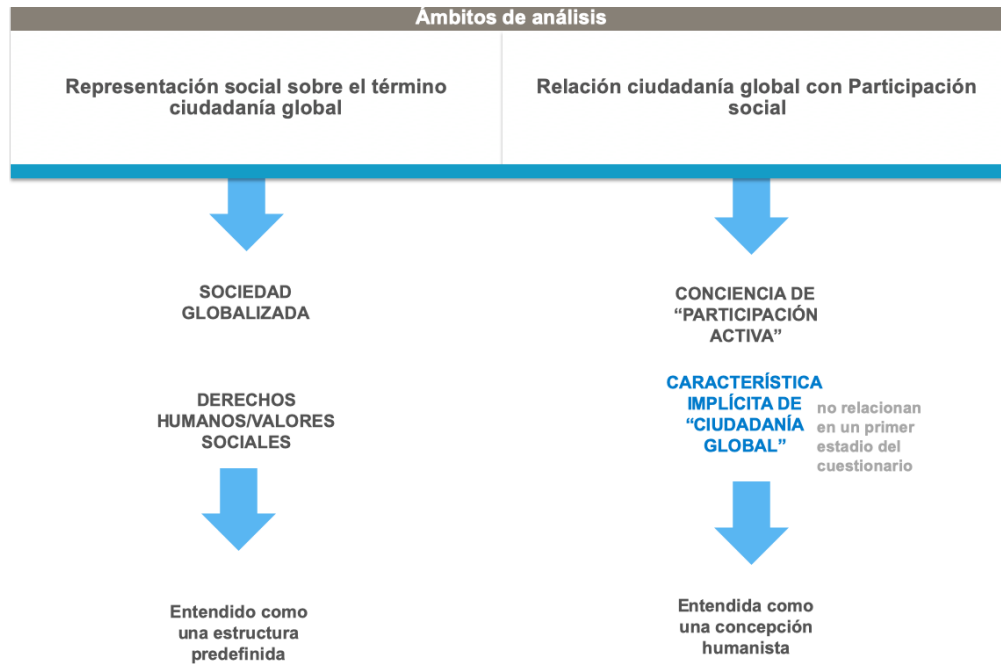 Ámbitos de análisis
Representación social sobre el término
ciudadanía global
Relación ciudadanía global con Participación
social
SOCIEDAD
GLOBALIZADA
DERECHOS
HUMANOS/VALORES
SOCIALES
Entendido como
una estructura
predefinida
CONCIENCIA DE
“PARTICIPACIÓN
ACTIVA”
CARACTERÍSTICA
IMPLÍCITA DE
“CIUDADANÍA
GLOBAL”
no relacionan
en un primer
estadio del
cuestionario
Entendida como
una concepción
humanista